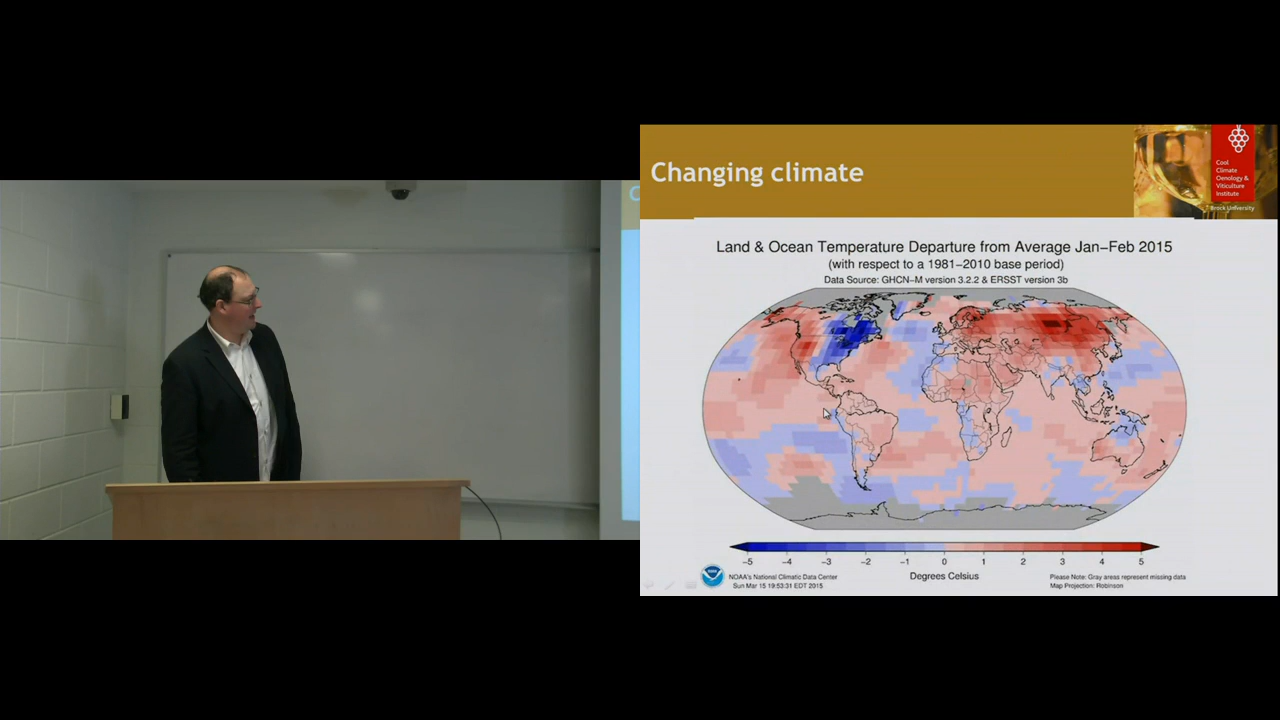 Changing climate
Cool
Climate
Oenology &
Viticulture
Institute
Brock University
Land & Ocean Temperature Departure from Average Jan–Feb 2015
(with respect to a 1981–2010 base period)
Data Source: GHCN–M version 3.2.2 & ERSST version 3b
-5 -4 -3 -2 -1 0 1 2 3 4 5
Degrees Celsius
NOAA's National Climatic Data Center
Sun Mar 15 19:53:31 EDT 2015
Please Note: Gray areas represent missing data
Map Projection: Robinson